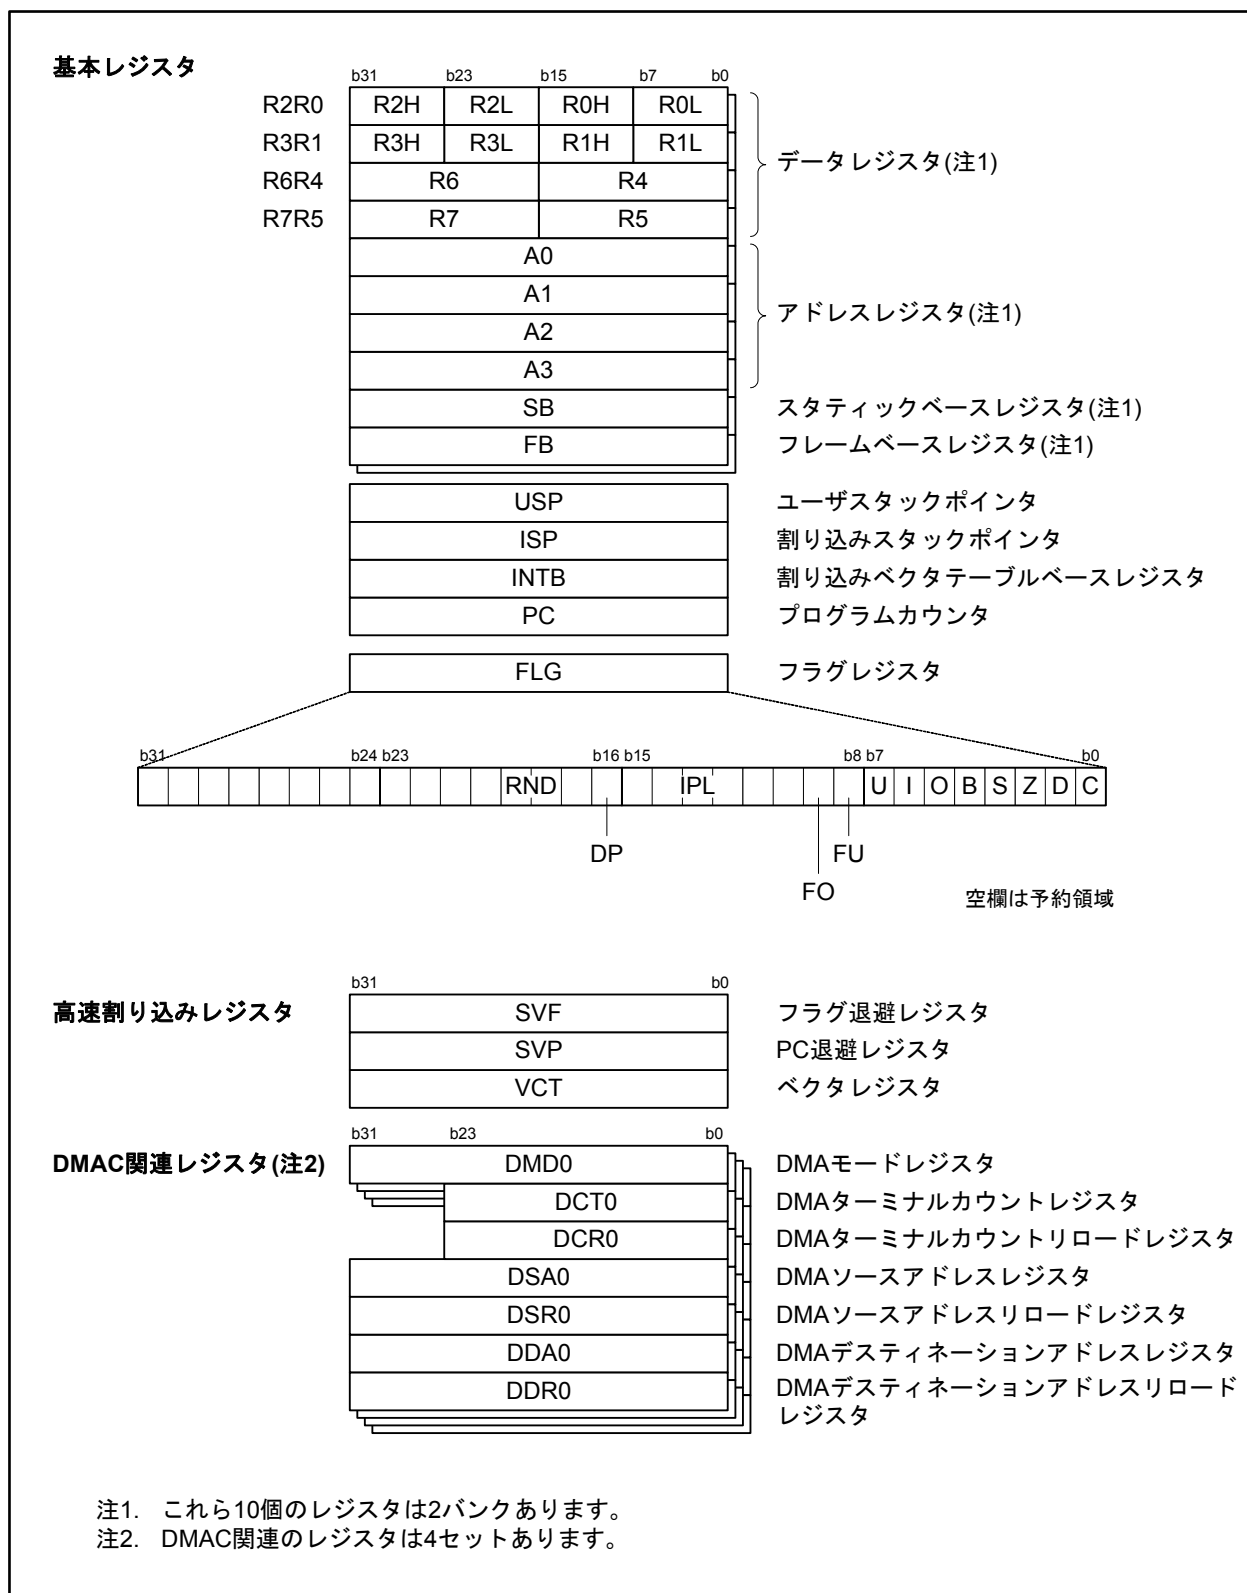 基本レジスタ
b31 b23 b15 b7 b0
R2R0 R2H R2L R0H R0L
R3R1 R3H R3L R1H R1L
データレジスタ(注1)
R6R4 R6 R4
R7R5 R7 R5
A0
A1
アドレスレジスタ(注1)
A2
A3
SB スタティックベースレジスタ(注1)
FB フレームベースレジスタ(注1)
USP ユーザスタックポインタ
ISP 割り込みスタックポインタ
INTB 割り込みベクタテーブルベースレジスタ
PC プログラムカウンタ
FLG フラグレジスタ
b31 b24 b23 b16 b15 b8 b7 b0
RND IPL U I O B S Z D C
DP FU
FO
空欄は予約領域
b31 b0
高速割り込みレジスタ SVF フラグ退避レジスタ
SVP PC退避レジスタ
VCT ベクタレジスタ
b31 b23 b0
DMAC関連レジスタ(注2) DMD0 DMAモードレジスタ
DCT0 DMAターミナルカウントレジスタ
DCR0 DMAターミナルカウントリロードレジスタ
DSA0 DMAソースアドレスレジスタ
DSR0 DMAソースアドレスリロードレジスタ
DDA0 DMAデスティネーションアドレスレジスタ
DDR0 DMAデスティネーションアドレスリロード
レジスタ
注1. これら10個のレジスタは2バンクあります。
注2. DMAC関連のレジスタは4セットあります。